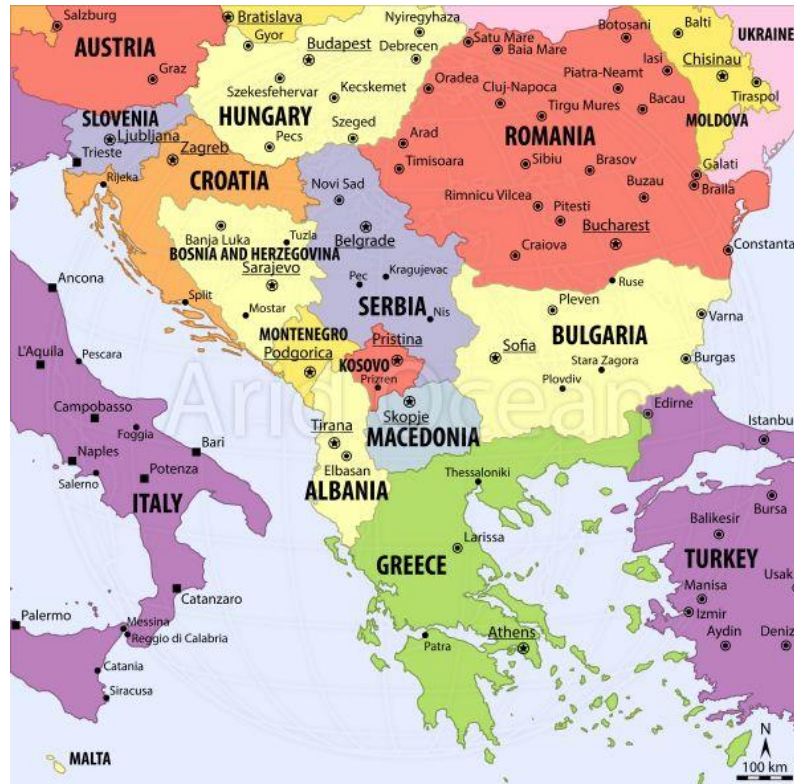 Salzburg
Bratislava
Nyiregyhaza
Botosani
Balti
UKRAINE
AUSTRIA
Gyor
Budapest
Debrecen
Satu Mare
Baia Mare
Iasi
Chisinau
Graz
Oradea
Cluj-Napoca
Piatra-Neamt
Tiraspol
Szekesfehervar
Kecskemet
Tirgu Mures
Bacau
MOLDOVA
SLOVENIA
HUNGARY
Ljubljana
Szeged
Pecs
Arad
ROMANIA
Trieste
Zagreb
Timisoara
Sibiu
Brasov
Galati
Rijeka
CROATIA
Novi Sad
Rimnicu Vilcea
Buzau
Braila
Pitesti
Banja Luka
Tuzla
Belgrade
Craiova
Bucharest
Constanta
BOSNIA AND HERZEGOVINA
Sarajevo
Pec
Kragujevac
Ancona
Ruse
Split
Mostar
SERBIA
Nis
Pleven
Varna
MONTENEGRO
Pristina
BULGARIA
L'Aquila
Pescara
Podgorica
KOSOVO
Sofia
Stara Zagora
Burgas
Prizren
Plovdiv
Arid Ocean
Campobasso
Tirana
Skopje
Edirne
Foggia
MACEDONIA
Istanbu
Naples
Bari
Elbasan
Salerno
Potenza
Thessaloniki
ITALY
ALBANIA
Bursa
Balikesir
Larissa
GREECE
TURKEY
Usak
Catanzaro
Manisa
Palermo
Messina
Izmir
Reggio di Calabria
Patra
Athens
Aydin
Deniz
Catania
Siracusa
N
MALTA
100 km